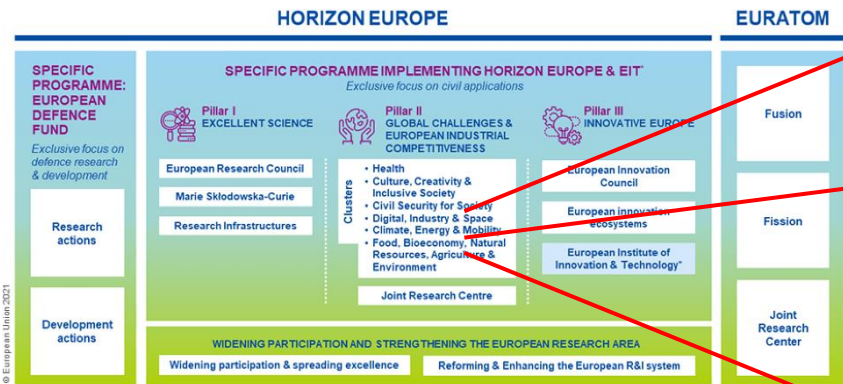 HORIZON EUROPE
EURATOM
SPECIFIC
PROGRAMME:
EUROPEAN
DEFENCE
FUND
Exclusive focus on
defence research
& development
Research
actions
Development
actions
SPECIFIC PROGRAMME IMPLEMENTING HORIZON EUROPE & EIT*
Exclusive focus on civil applications
Pillar I
EXCELLENT SCIENCE
European Research Council
Marie Skłodowska-Curie
Research Infrastructures
Pillar II
GLOBAL CHALLENGES &
EUROPEAN INDUSTRIAL
COMPETITIVENESS
Clusters
• Health
• Culture, Creativity &
Inclusive Society
• Civil Security for Society
• Digital, Industry & Space
• Climate, Energy & Mobility
• Food, Bioeconomy, Natural
Resources, Agriculture &
Environment
Joint Research Centre
Pillar III
INNOVATIVE EUROPE
European Innovation
Council
European innovation
ecosystems
European Institute of
Innovation & Technology*
WIDENING PARTICIPATION AND STRENGTHENING THE EUROPEAN RESEARCH AREA
Widening participation & spreading excellence
Reforming & Enhancing the European R&I system
Fusion
Fission
Joint
Research
Center
© European Union 2021